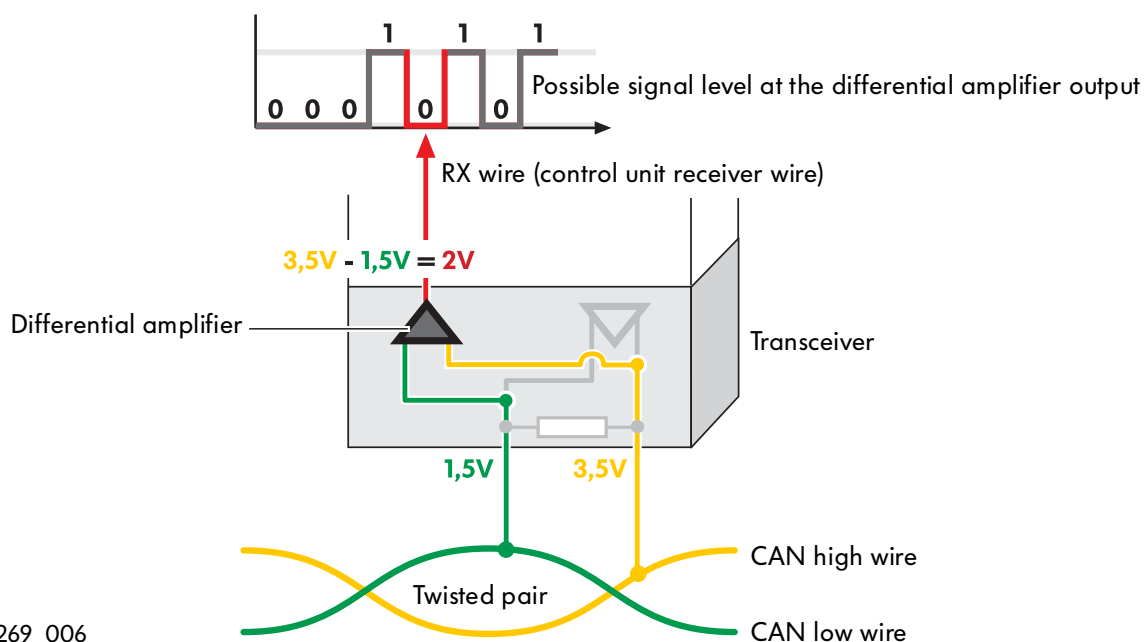 1 1 1
0 0 0 0 0
Possible signal level at the differential amplifier output
RX wire (control unit receiver wire)
3,5V - 1,5V = 2V
Differential amplifier
Transceiver
1,5V 3,5V
CAN high wire
Twisted pair
CAN low wire
269_006